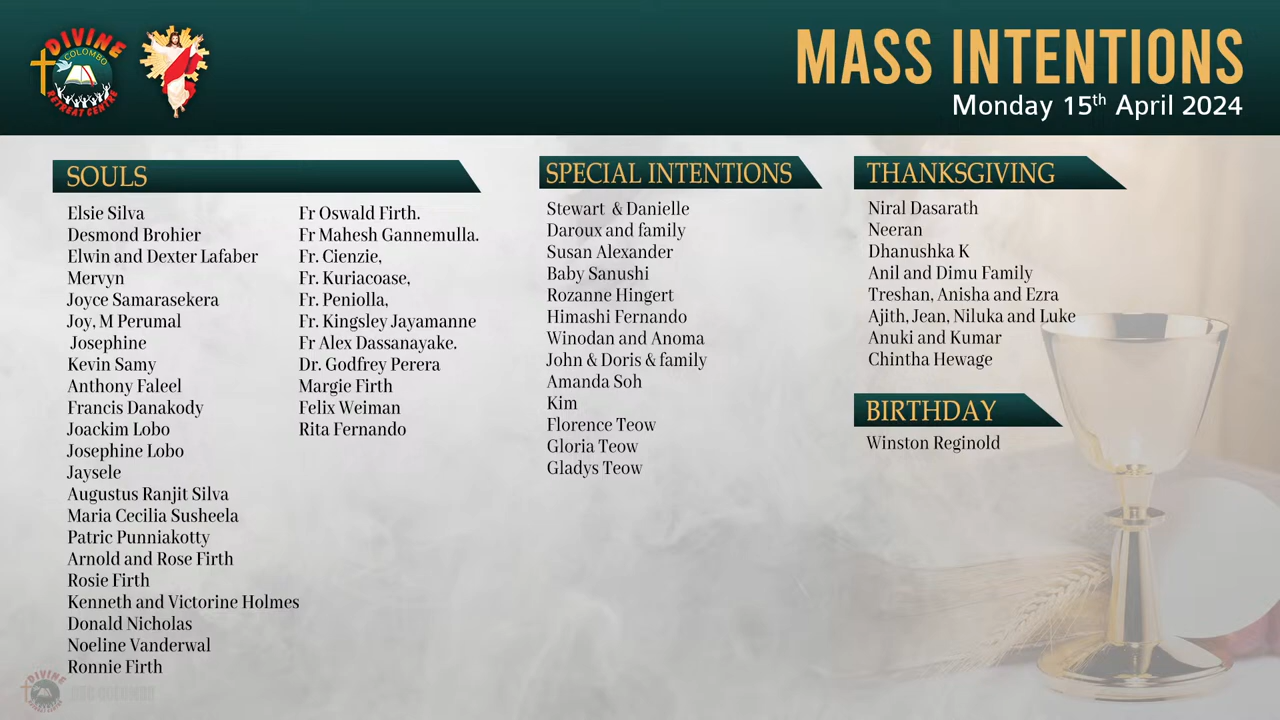 DIVINE
COLOMBO
RETREAT CENTRE
MASS INTENTIONS
Monday 15th April 2024
SOULS
Elsie Silva
Desmond Brohier
Elwin and Dexter Lafaber
Mervyn
Joyce Samarasekera
Joy, M Perumal
Josephine
Kevin Samy
Anthony Faleel
Francis Danakody
Joackim Lobo
Josephine Lobo
Jaysele
Augustus Ranjit Silva
Maria Cecilia Susheela
Patric Punniakotty
Arnold and Rose Firth
Rosie Firth
Kenneth and Victorine Holmes
Donald Nicholas
Noeline Vanderwal
Ronnie Firth
Fr Oswald Firth.
Fr Mahesh Gannemulla.
Fr. Cienzie,
Fr. Kuriacoase,
Fr. Peniolla,
Fr. Kingsley Jayamanne
Fr Alex Dassanayake.
Dr. Godfrey Perera
Margie Firth
Felix Weiman
Rita Fernando
SPECIAL INTENTIONS
Stewart & Danielle
Daroux and family
Susan Alexander
Baby Sanushi
Rozanne Hingert
Himashi Fernando
Winodan and Anoma
John & Doris & family
Amanda Soh
Kim
Florence Teow
Gloria Teow
Gladys Teow
THANKSGIVING
Niral Dasarath
Neeran
Dhanushka K
Anil and Dimu Family
Treshan, Anisha and Ezra
Ajith, Jean, Niluka and Luke
Anuki and Kumar
Chintha Hewage
BIRTHDAY
Winston Reginold
DIVINE